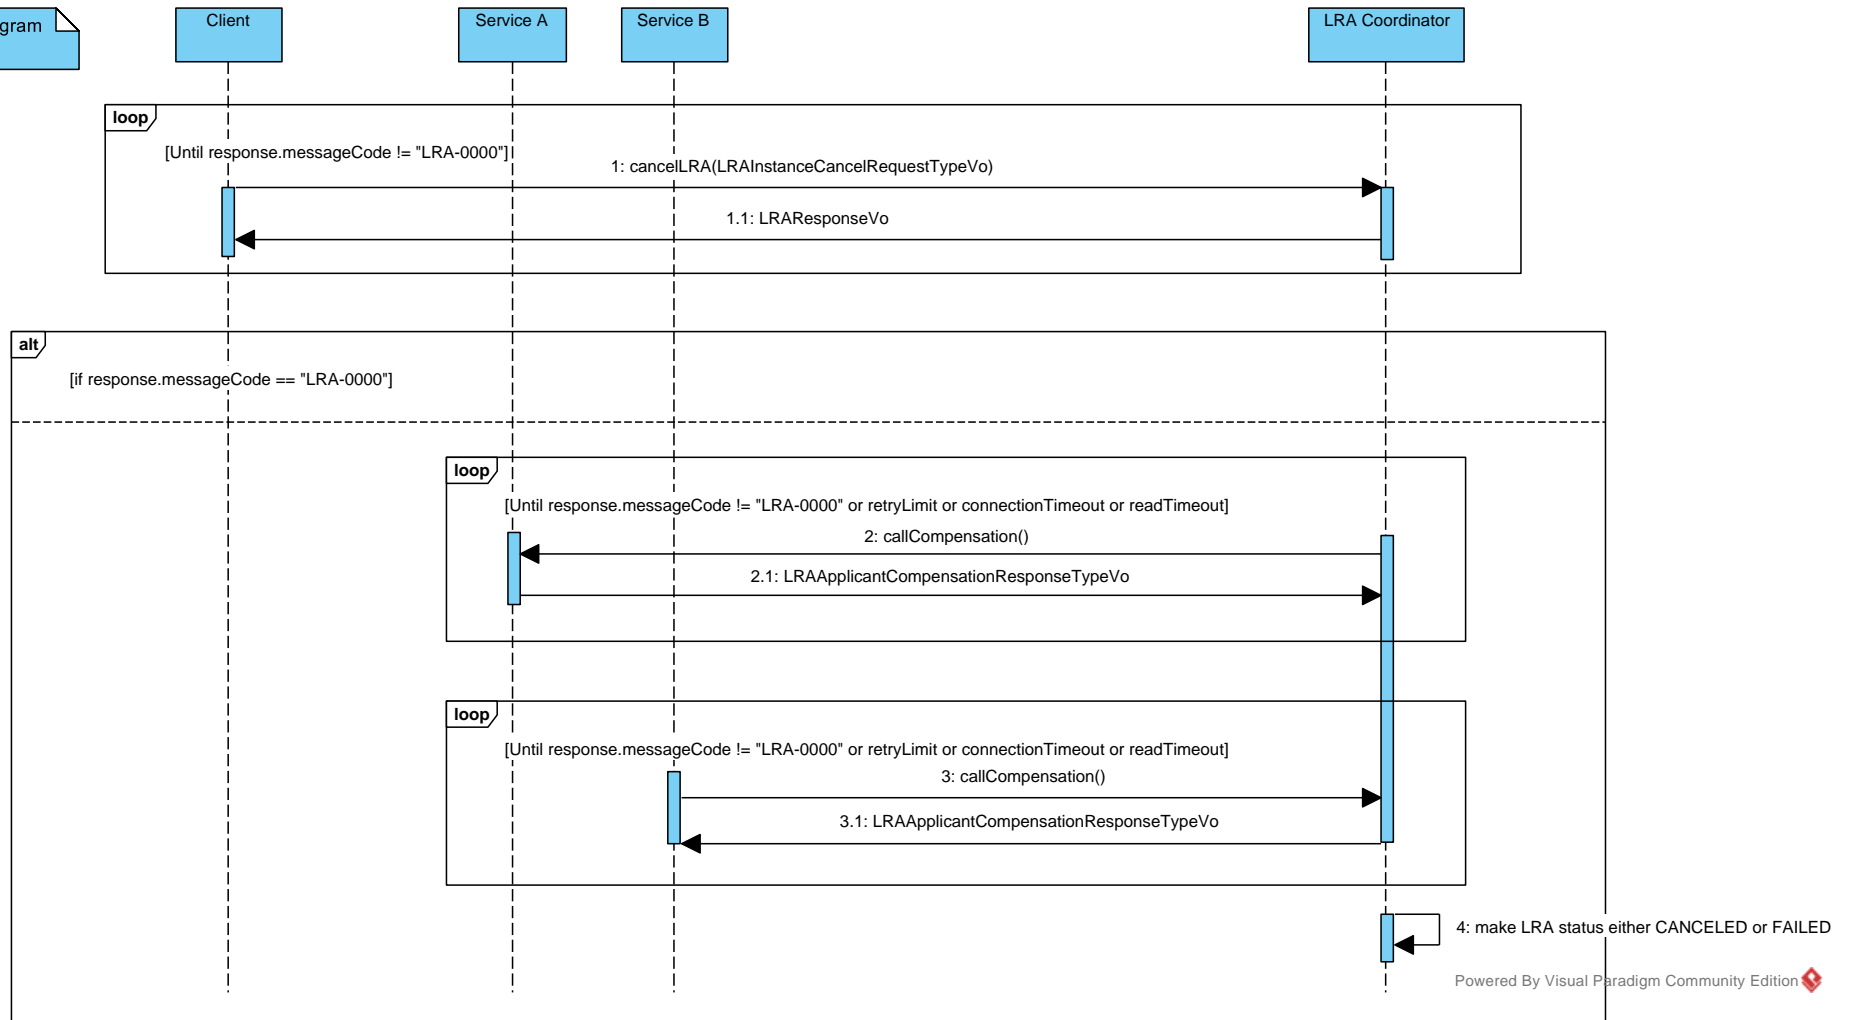 gram
Client
Service A
Service B
LRA Coordinator
loop
[Until response.messageCode != "LRA-0000"]
1: cancelLRA(LRAInstanceCancelRequestTypeVo)
1.1: LRAResponseVo
alt
[if response.messageCode == "LRA-0000"]
loop
[Until response.messageCode != "LRA-0000" or retryLimit or connectionTimeout or readTimeout]
2: callCompensation()
2.1: LRAApplicantCompensationResponseTypeVo
loop
[Until response.messageCode != "LRA-0000" or retryLimit or connectionTimeout or readTimeout]
3: callCompensation()
3.1: LRAApplicantCompensationResponseTypeVo
4: make LRA status either CANCELED or FAILED
Powered By Visual Paradigm Community Edition